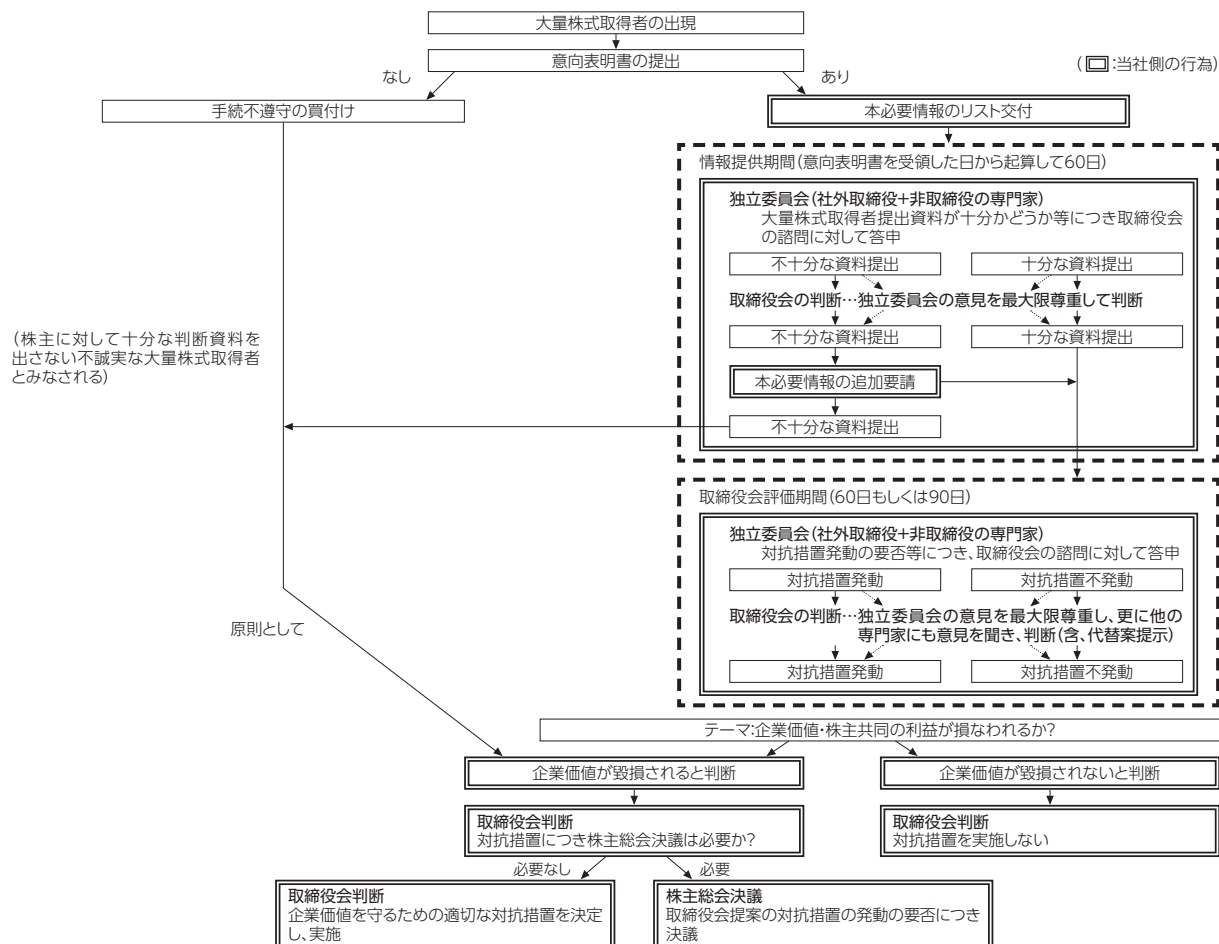 大量株式取得者の出現
意向表明書の提出
(□:当社側の行為)
なし
あり
手続不遵守の買付け
本必要情報のリスト交付
情報提供期間(意向表明書を受領した日から起算して60日)
独立委員会(社外取締役+非取締役の専門家)
大量株式取得者提出資料が十分かどうか等につき取締役会
の諮問に対して答申
不十分な資料提出
十分な資料提出
取締役会の判断…独立委員会の意見を最大限尊重して判断
不十分な資料提出
十分な資料提出
(株主に対して十分な判断資料を
出さない不誠実な大量株式取得者
とみなされる)
本必要情報の追加要請
不十分な資料提出
取締役会評価期間(60日もしくは90日)
独立委員会(社外取締役+非取締役の専門家)
対抗措置発動の要否等につき、取締役会の諮問に対して答申
対抗措置発動
対抗措置不発動
取締役会の判断…独立委員会の意見を最大限尊重し、更に他の
専門家にも意見を聞き、判断(含、代替案提示)
対抗措置発動
対抗措置不発動
原則として
テーマ:企業価値・株主共同の利益が損なわれるか?
企業価値が毀損されると判断
企業価値が毀損されないと判断
取締役会判断
対抗措置につき株主総会決議は必要か?
取締役会判断
対抗措置を実施しない
必要なし
必要
取締役会判断
企業価値を守るための適切な対抗措置を決定
し、実施
株主総会決議
取締役会提案の対抗措置の発動の要否につき
決議